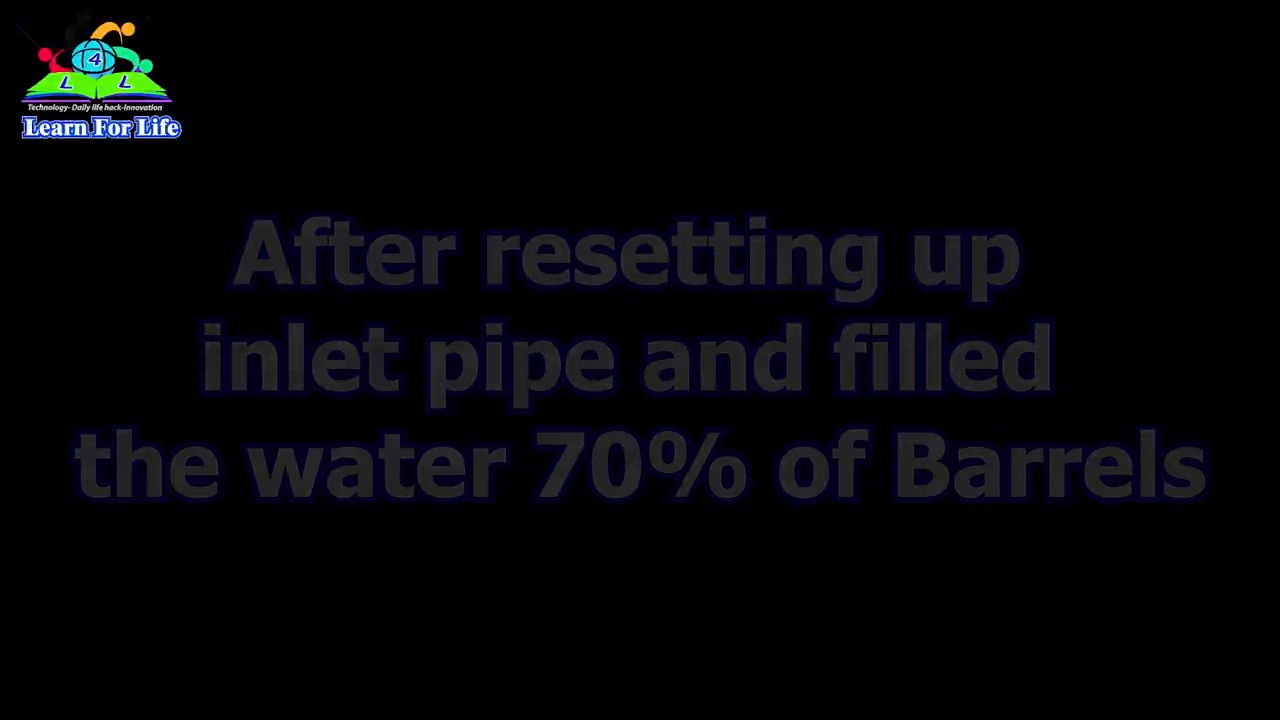 4
L L
Technology- Daily life hack-Innovation
Learn For Life
After resetting up
inlet pipe and filled
the water 70% of Barrels